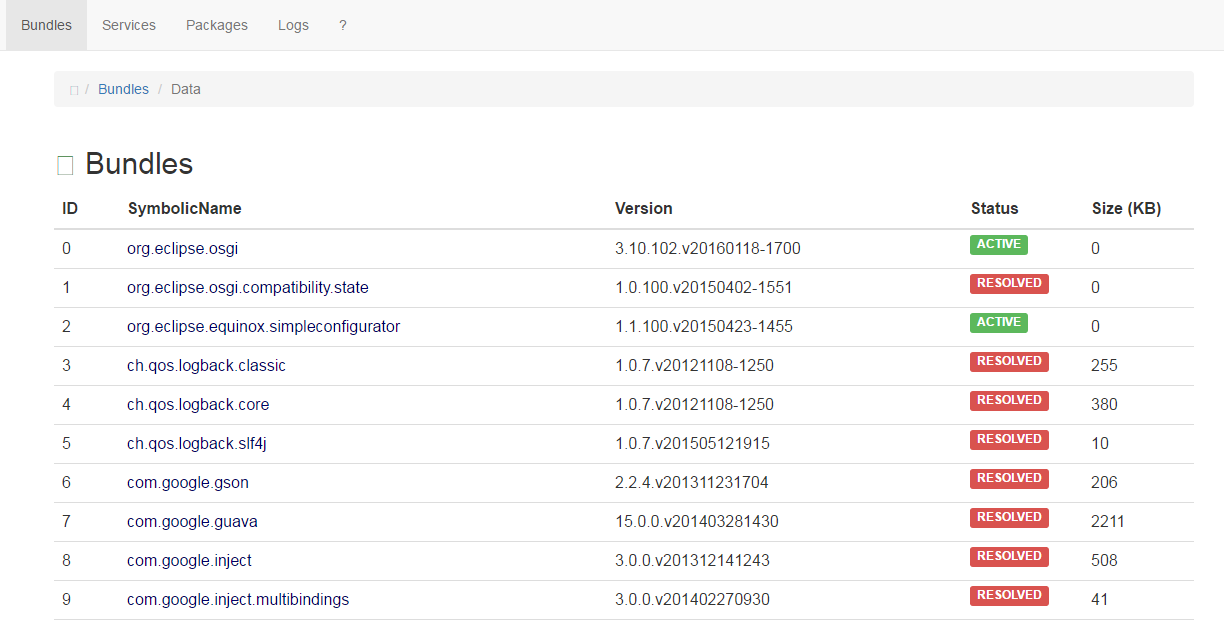 Bundles Services Packages Logs ?
/ Bundles / Data
Bundles
ID SymbolicName Version Status Size (KB)
0 org.eclipse.osgi 3.10.102.v20160118-1700 ACTIVE 0
1 org.eclipse.osgi.compatibility.state 1.0.100.v20150402-1551 RESOLVED 0
2 org.eclipse.equinox.simpleconfigurator 1.1.100.v20150423-1455 ACTIVE 0
3 ch.qos.logback.classic 1.0.7.v20121108-1250 RESOLVED 255
4 ch.qos.logback.core 1.0.7.v20121108-1250 RESOLVED 380
5 ch.qos.logback.slf4j 1.0.7.v201505121915 RESOLVED 10
6 com.google.gson 2.2.4.v201311231704 RESOLVED 206
7 com.google.guava 15.0.0.v201403281430 RESOLVED 2211
8 com.google.inject 3.0.0.v201312141243 RESOLVED 508
9 com.google.inject.multibindings 3.0.0.v201402270930 RESOLVED 41